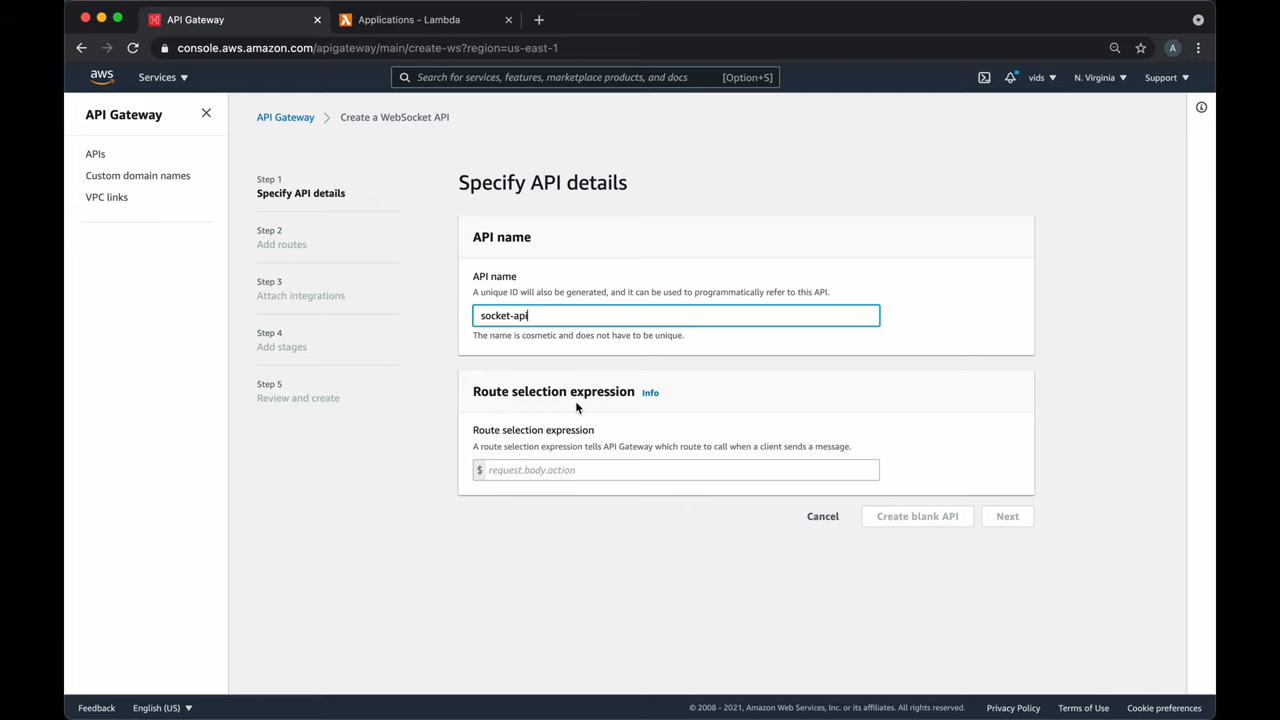 API Gateway
Applications - Lambda
console.aws.amazon.com/apigateway/main/create-ws?region=us-east-1
A
aws
Services
Search for services, features, marketplace products, and docs [Option+S]
vids
N. Virginia
Support
API Gateway
APIs
Custom domain names
VPC links
API Gateway
Create a WebSocket API
Step 1
Specify API details
Step 2
Add routes
Step 3
Attach integrations
Step 4
Add stages
Step 5
Review and create
Specify API details
API name
API name
A unique ID will also be generated, and it can be used to programmatically refer to this API.
socket-api
The name is cosmetic and does not have to be unique.
Route selection expression Info
Route selection expression
A route selection expression tells API Gateway which route to call when a client sends a message.
$ request.body.action
Cancel
Create blank API
Next
Feedback
English (US)
© 2008 - 2021, Amazon Web Services, Inc. or its affiliates. All rights reserved.
Privacy Policy
Terms of Use
Cookie preferences